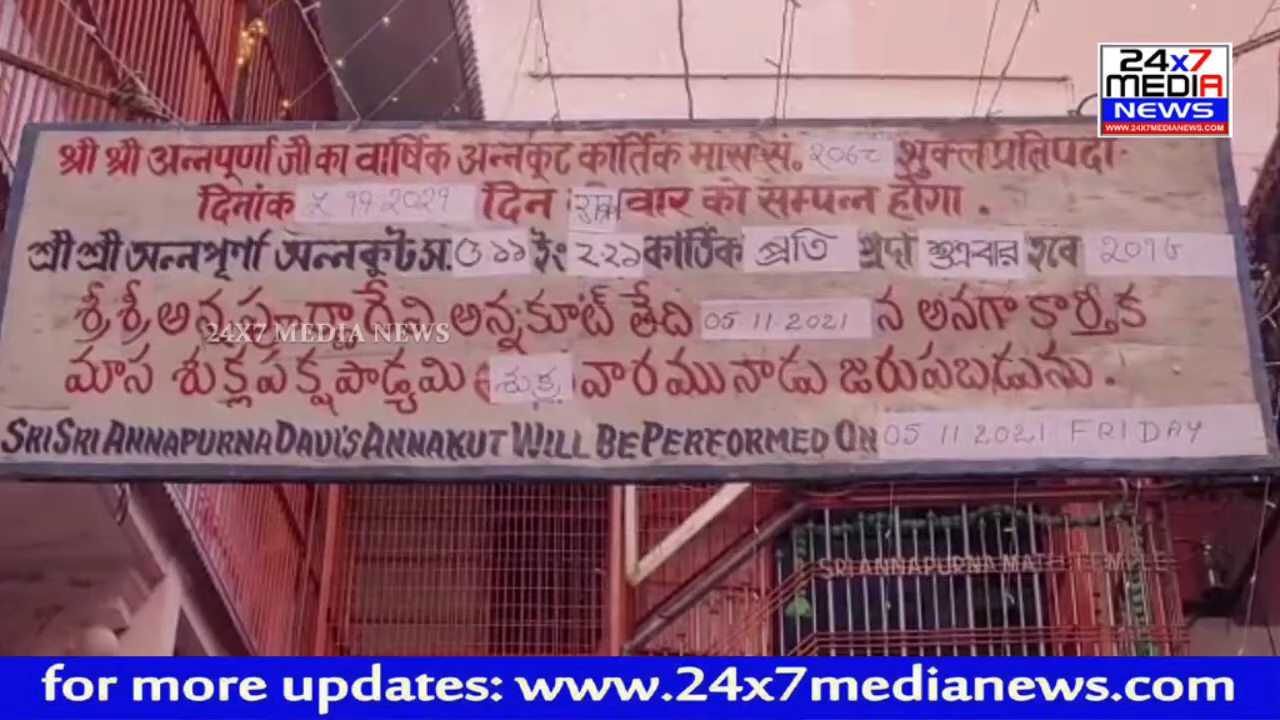 24x7
MEDIA
NEWS
WWW.24X7MEDIANEWS.COM
श्री श्री अन्नपूर्णा जी का वार्षिक अन्नकूट कार्तिक मास सं. २०७८ शुक्ल प्रतिपदा
दिनांक ५ ११-२०२१ दिन शुक्रवार को सम्पन्न होगा .
শ্রী শ্রী অন্নপূর্ণা অন্নকুট স. ইং কার্ত্তিক প্রতি পদা শুক্রবার হবে
శ్రీ శ్రీ అన్నపూర్ణాదేవి అన్నకూట్ తేది 05.11.2021 న అనగా కార్తీక
24X7 MEDIA NEWS
మాస శుక్లపక్షపాడ్యమి శుక్ర వారమునాడు జరుపబడును.
SRI SRI ANNAPURNA DAVI'S ANNAKUT WILL BE PERFORMED ON 05 11 2021 FRIDAY
SRI ANNAPURNA MATH TEMPLE
for more updates: www.24x7medianews.com